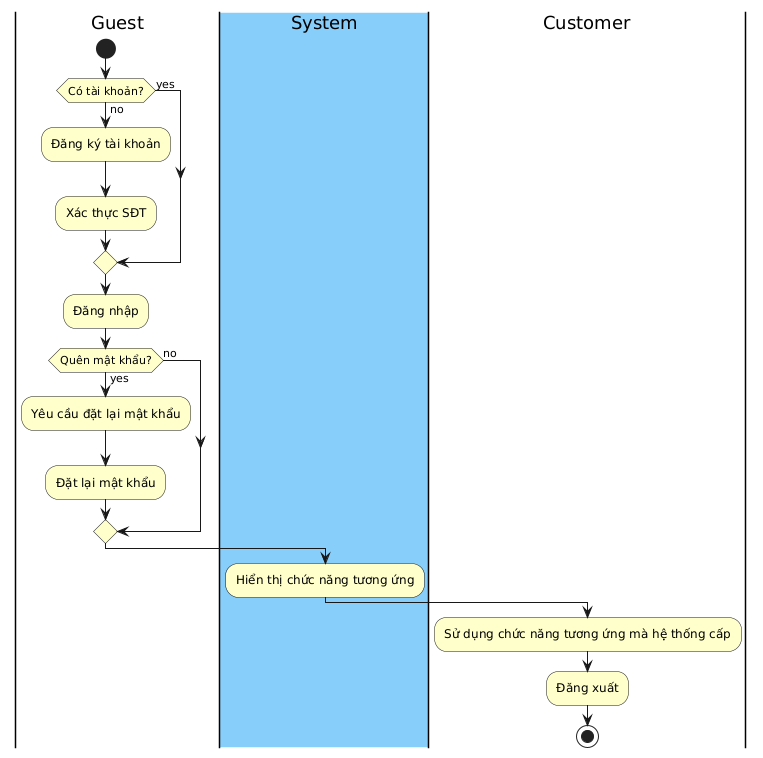 Guest
System
Customer
Có tài khoản?
yes
no
Đăng ký tài khoản
Xác thực SĐT
Đăng nhập
Quên mật khẩu?
no
yes
Yêu cầu đặt lại mật khẩu
Đặt lại mật khẩu
Hiển thị chức năng tương ứng
Sử dụng chức năng tương ứng mà hệ thống cấp
Đăng xuất